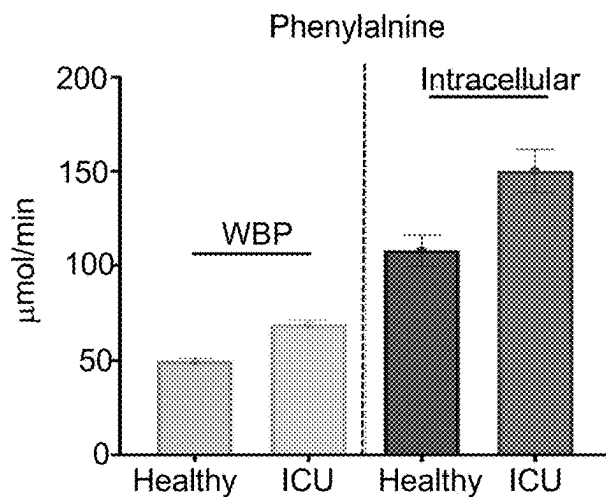 Phenylalnine
200
150
100
50
0
µmol/min
WBP
Intracellular
Healthy ICU Healthy ICU